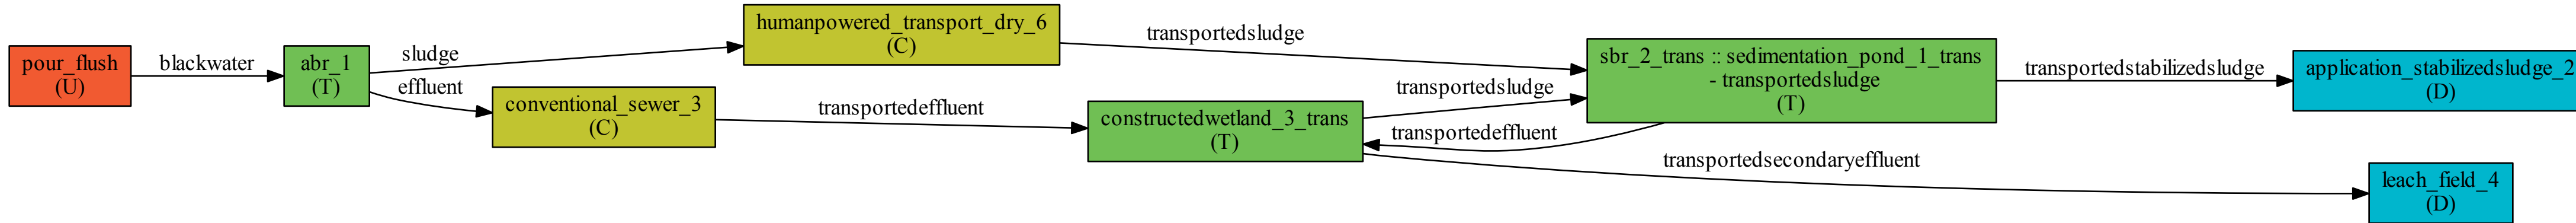 pour_flush
(U)
blackwater
abr_1
(T)
sludge
effluent
humanpowered_transport_dry_6
(C)
conventional_sewer_3
(C)
transportedsludge
transportedeffluent
constructedwetland_3_trans
(T)
transportedsludge
transportedeffluent
sbr_2_trans :: sedimentation_pond_1_trans
- transportedsludge
(T)
transportedstabilizedsludge
transportedsecondaryeffluent
application_stabilizedsludge_2
(D)
leach_field_4
(D)